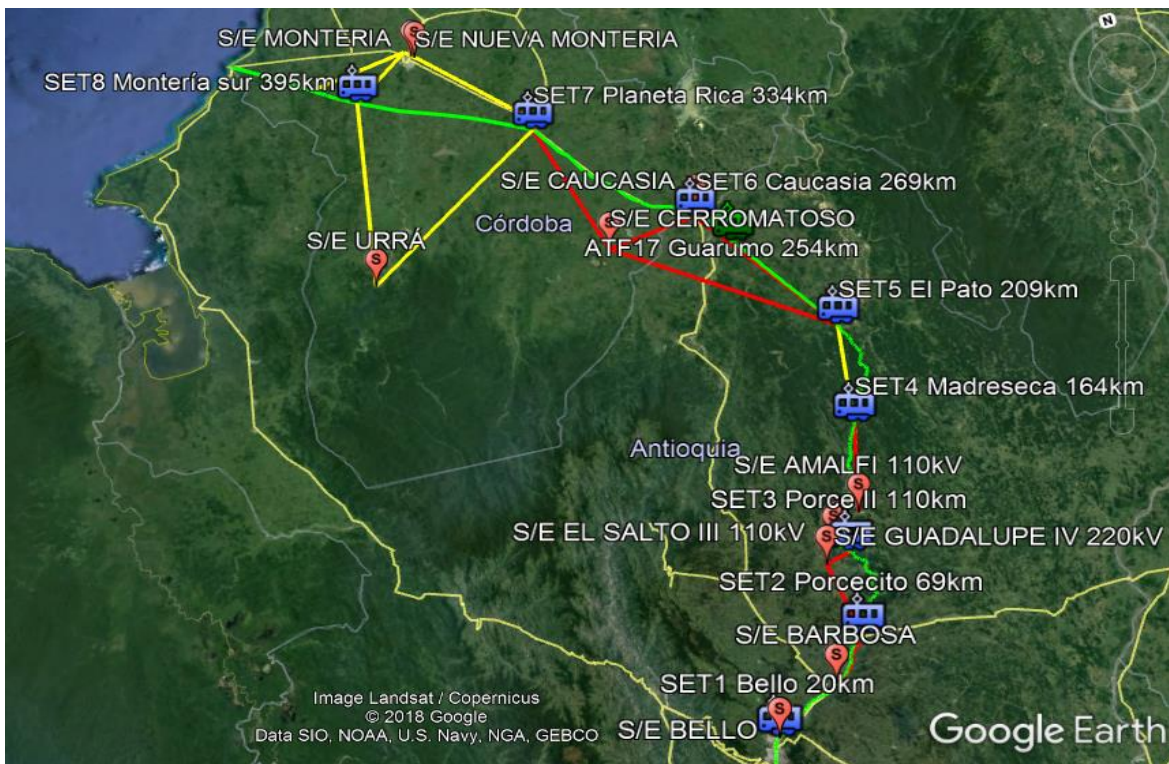 N
S/E MONTERIA
S/E NUEVA MONTERIA
SET8 Montería sur 395km
SET7 Planeta Rica 334km
S/E CAUCASIA
SET6 Caucasia 269km
Córdoba
S/E CERROMATOSO
S/E URRÁ
ATF17 Guarumo 254km
SET5 El Pato 209km
SET4 Madreseca 164km
Antioquia
S/E AMALFI 110kV
SET3 Porce II 110km
S/E EL SALTO III 110kV
S/E GUADALUPE IV 220kV
SET2 Porcecito 69km
S/E BARBOSA
SET1 Bello 20km
S/E BELLO
Image Landsat / Copernicus
© 2018 Google
Data SIO, NOAA, U.S. Navy, NGA, GEBCO
Google Earth